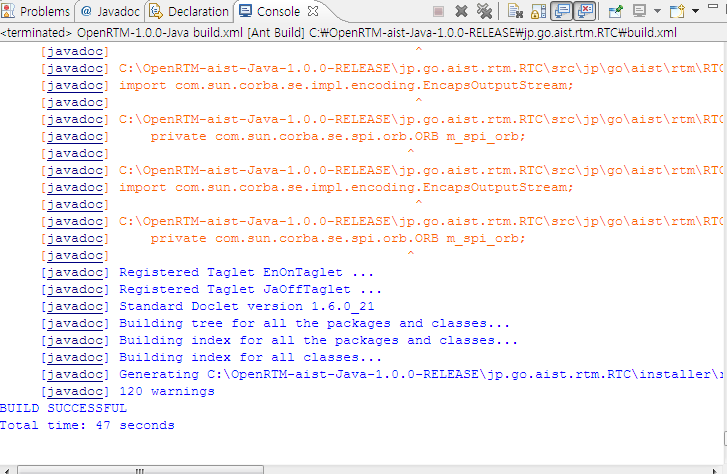 Problems @ Javadoc Declaration Console
<terminated> OpenRTM-1.0.0-Java build.xml [Ant Build] C:₩OpenRTM-aist-Java-1.0.0-RELEASE₩jp.go.aist.rtm.RTC₩build.xml
[javadoc] ^
[javadoc] C:\OpenRTM-aist-Java-1.0.0-RELEASE\jp.go.aist.rtm.RTC\src\jp\go\aist\rtm\RTC
[javadoc] import com.sun.corba.se.impl.encoding.EncapsOutputStream;
[javadoc] ^
[javadoc] C:\OpenRTM-aist-Java-1.0.0-RELEASE\jp.go.aist.rtm.RTC\src\jp\go\aist\rtm\RTC
[javadoc] private com.sun.corba.se.spi.orb.ORB m_spi_orb;
[javadoc] ^
[javadoc] C:\OpenRTM-aist-Java-1.0.0-RELEASE\jp.go.aist.rtm.RTC\src\jp\go\aist\rtm\RTC
[javadoc] import com.sun.corba.se.impl.encoding.EncapsOutputStream;
[javadoc] ^
[javadoc] C:\OpenRTM-aist-Java-1.0.0-RELEASE\jp.go.aist.rtm.RTC\src\jp\go\aist\rtm\RTC
[javadoc] private com.sun.corba.se.spi.orb.ORB m_spi_orb;
[javadoc] ^
[javadoc] Registered Taglet EnOnTaglet ...
[javadoc] Registered Taglet JaOffTaglet ...
[javadoc] Standard Doclet version 1.6.0_21
[javadoc] Building tree for all the packages and classes...
[javadoc] Building index for all the packages and classes...
[javadoc] Building index for all classes...
[javadoc] Generating C:\OpenRTM-aist-Java-1.0.0-RELEASE\jp.go.aist.rtm.RTC\installer\
[javadoc] 120 warnings
BUILD SUCCESSFUL
Total time: 47 seconds